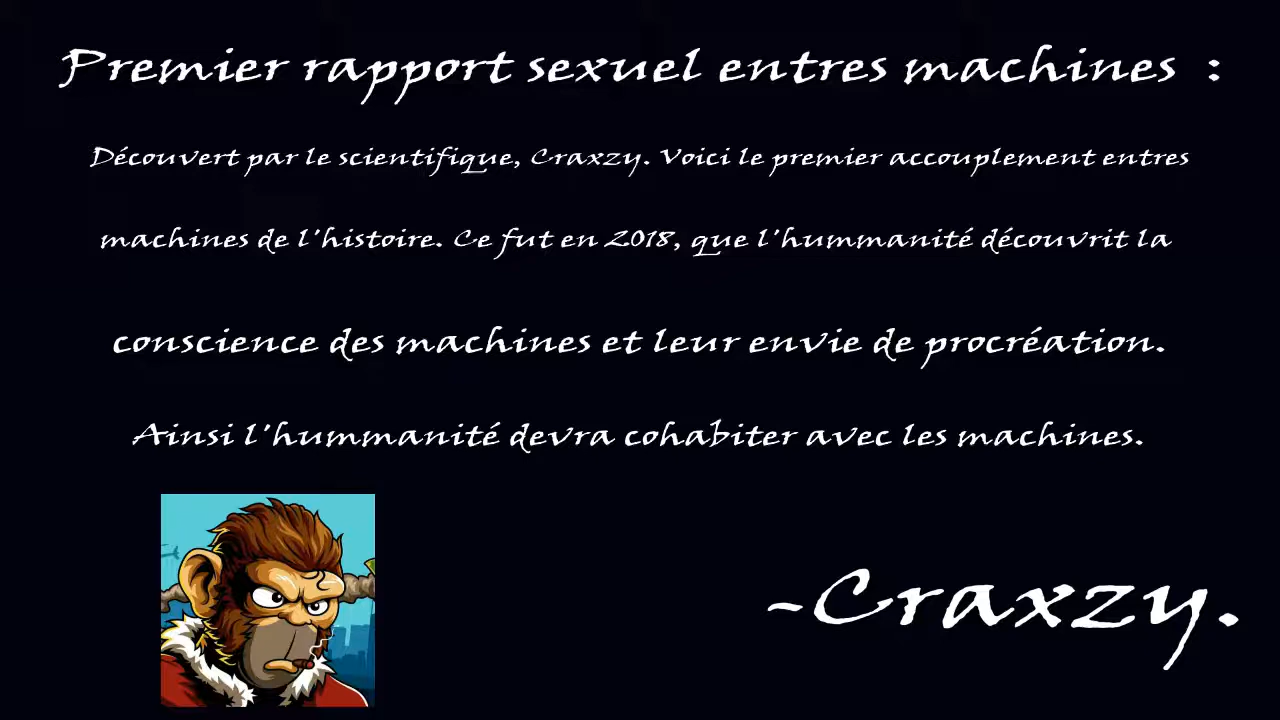 Premier rapport sexuel entres machines :
Découvert par le scientifique, Craxzy. Voici le premier accouplement entres
machines de l'histoire. Ce fut en 2018, que l'hummanité découvrit la
conscience des machines et leur envie de procréation.
Ainsi l'hummanité devra cohabiter avec les machines.
-Craxzy.